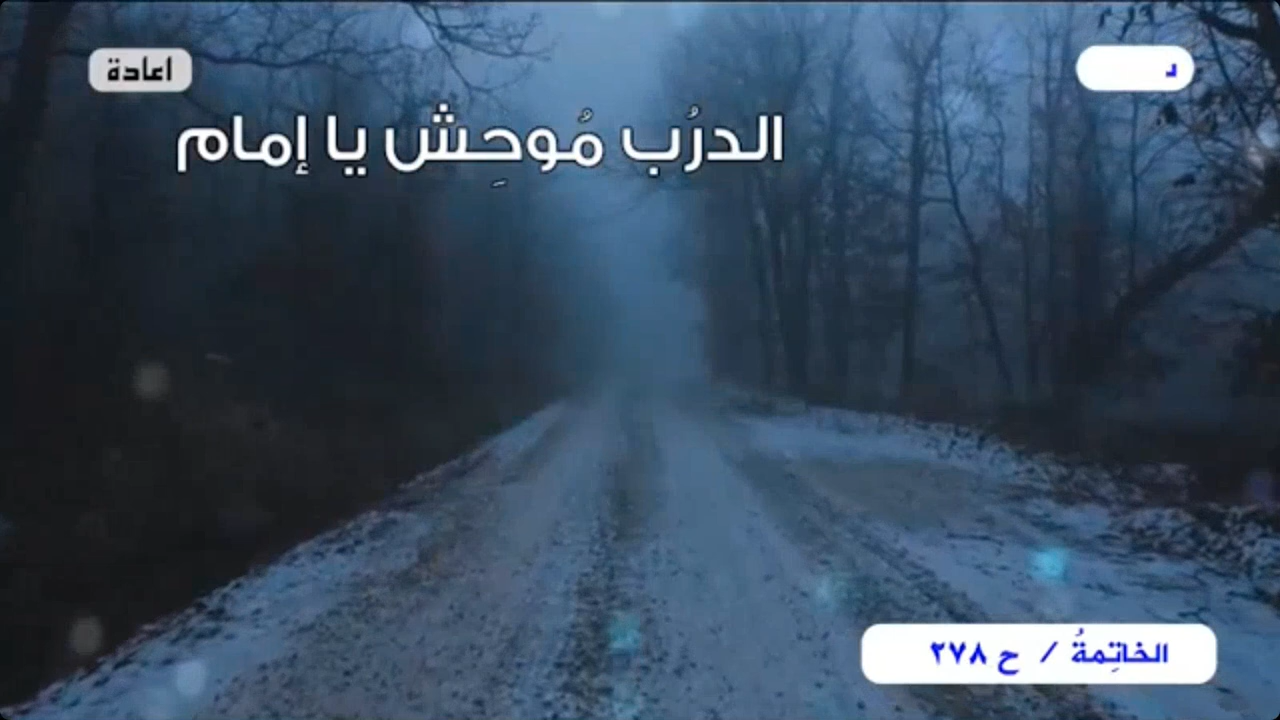 اعادة
الدرُب مُوحِش يا إمام
الخاتِمةُ / ح ٢٧٨